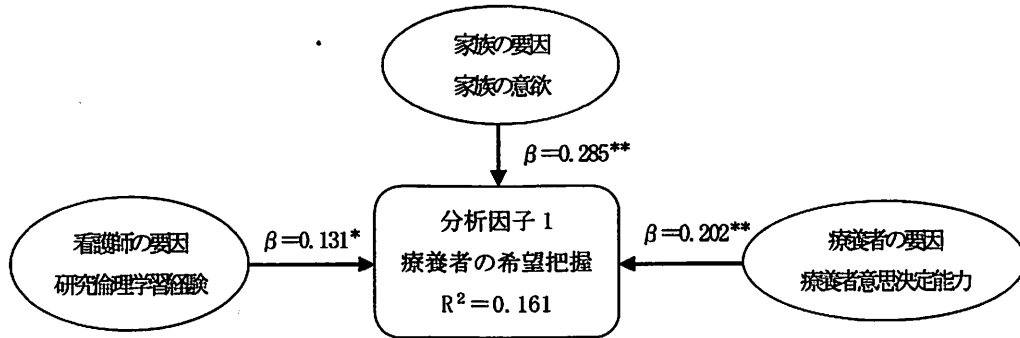 家族の要因
家族の意欲
β＝0.285**
看護師の要因
研究倫理学習経験
β＝0.131*
分析因子 1
療養者の希望把握
R²＝0.161
β＝0.202**
療養者の要因
療養者意思決定能力